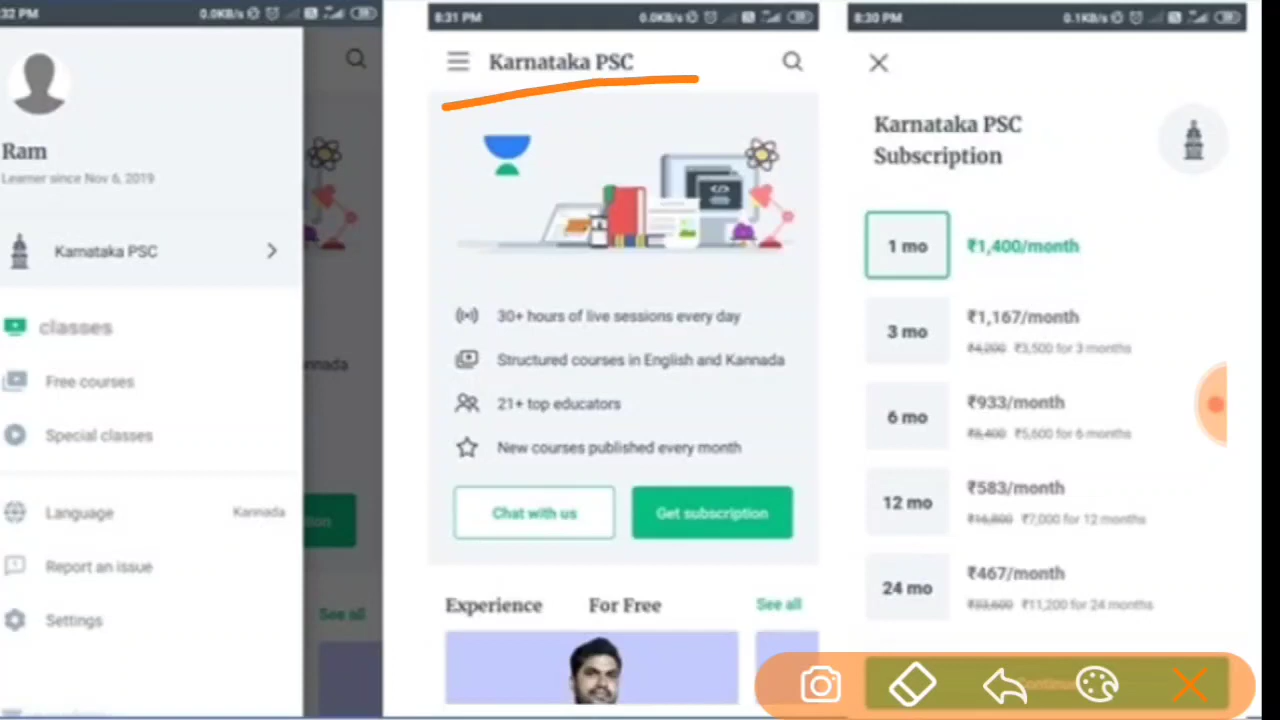 :32 PM
0.0KB/s
Ram
Learner since Nov 6, 2019
Karnataka PSC
classes
Free courses
Special classes
Language
Kannada
Report an issue
Settings
nnada
See all
8:31 PM
0.0KB/s
Karnataka PSC
30+ hours of live sessions every day
Structured courses in English and Kannada
21+ top educators
New courses published every month
Chat with us
Get subscription
Experience For Free
See all
8:30 PM
0.1KB/s
Karnataka PSC
Subscription
1 mo
₹1,400/month
3 mo
₹1,167/month
₹4,200 ₹3,500 for 3 months
6 mo
₹933/month
₹8,400 ₹5,600 for 6 months
12 mo
₹583/month
₹16,800 ₹7,000 for 12 months
24 mo
₹467/month
₹33,600 ₹11,200 for 24 months